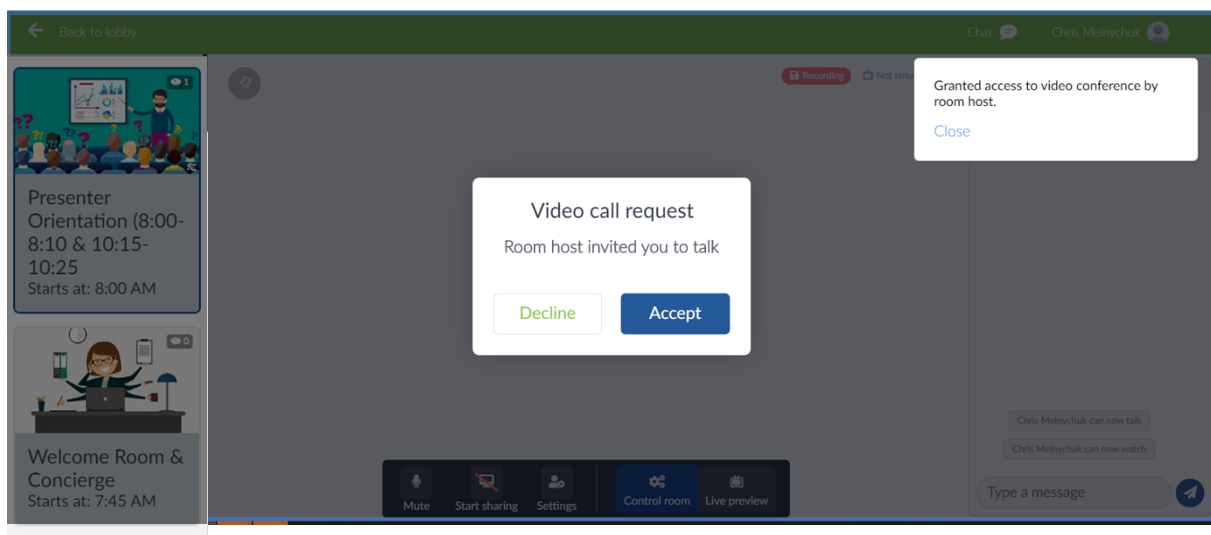 Back to lobby
Chat
Chris Melnychuk
1
Presenter
Orientation (8:00-
8:10 & 10:15-
10:25
Starts at: 8:00 AM
0
Welcome Room &
Concierge
Starts at: 7:45 AM
Recording
Not
Granted access to video conference by
room host.
Close
Video call request
Room host invited you to talk
Decline
Accept
Chris Melnychuk can now talk
Chris Melnychuk can now watch
Mute
Start sharing
Settings
Control room
Live preview
Type a message